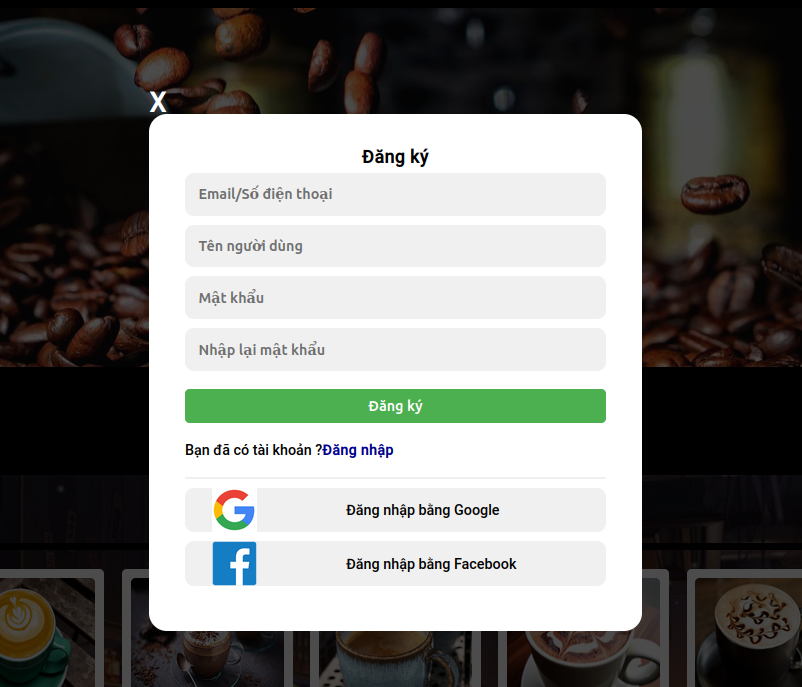 X
Đăng ký
Email/Số điện thoại
Tên người dùng
Mật khẩu
Nhập lại mật khẩu
Đăng ký
Bạn đã có tài khoản ?Đăng nhập
Đăng nhập bằng Google
Đăng nhập bằng Facebook